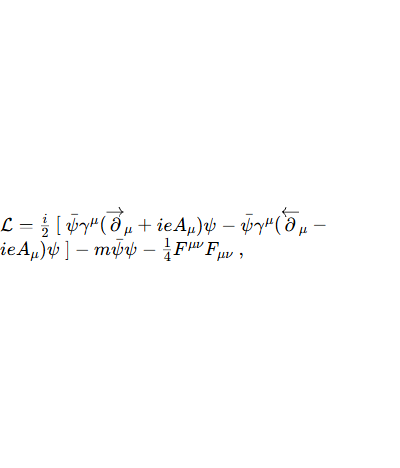 ℒ = i/2 [ ψ̄γ^μ(∂⃗_μ + ieA_μ)ψ − ψ̄γ^μ(∂⃖_μ −
ieA_μ)ψ ] − mψ̄ψ − 1/4 F^{μν}F_{μν} ,